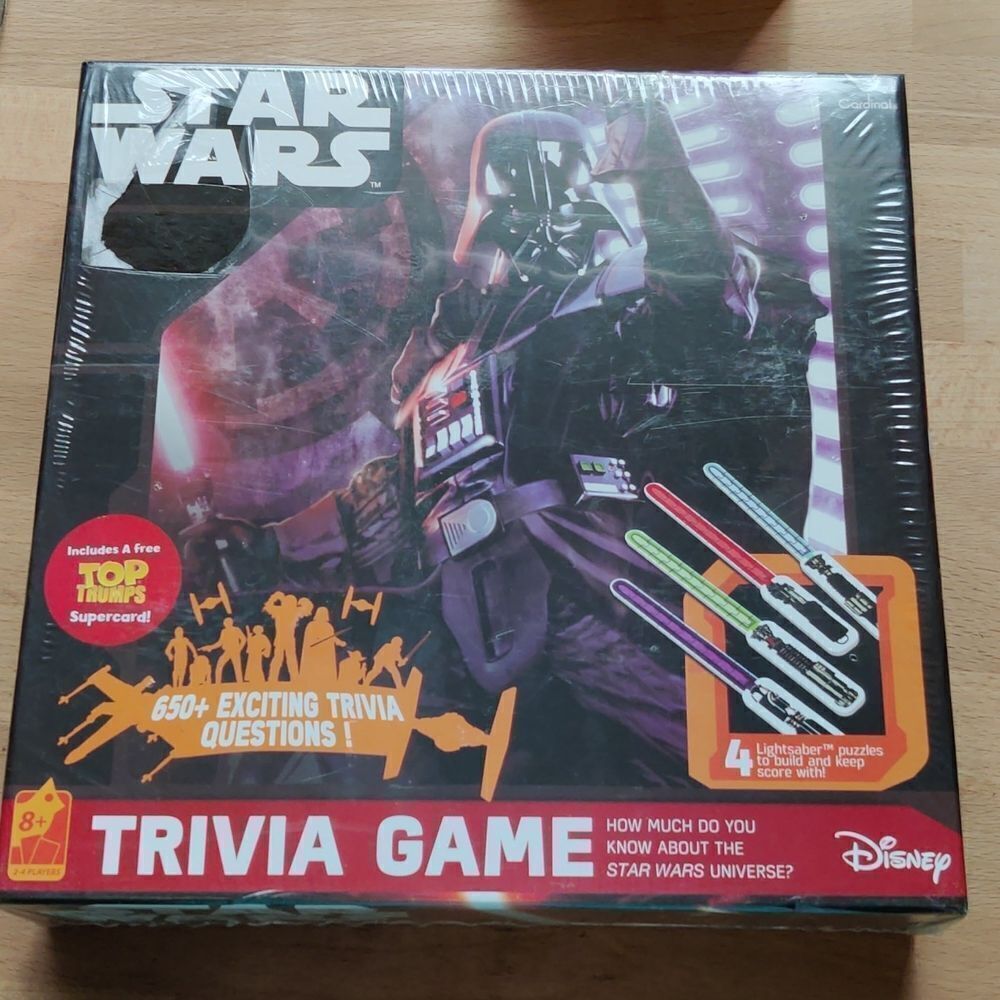 STAR
WARS
TM
Cardinal
Includes A free
TOP
TRUMPS
Supercard!
650+ EXCITING TRIVIA
QUESTIONS!
4 Lightsaber™ puzzles
to build and keep
score with!
8+
2-4 PLAYERS
TRIVIA GAME
HOW MUCH DO YOU
KNOW ABOUT THE
STAR WARS UNIVERSE?
Disney